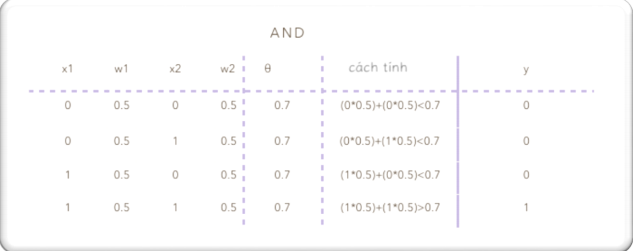 AND
x1 w1 x2 w2 θ cách tính y
0 0.5 0 0.5 0.7 (0*0.5)+(0*0.5)<0.7 0
0 0.5 1 0.5 0.7 (0*0.5)+(1*0.5)<0.7 0
1 0.5 0 0.5 0.7 (1*0.5)+(0*0.5)<0.7 0
1 0.5 1 0.5 0.7 (1*0.5)+(1*0.5)>0.7 1